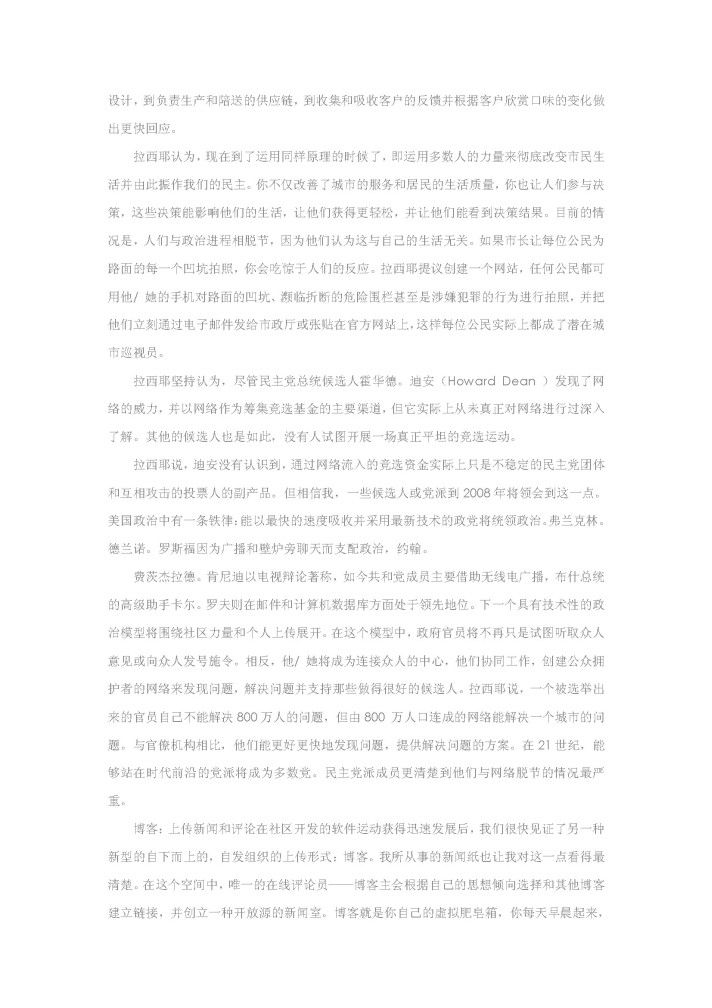 设计，到负责生产和陪送的供应链，到收集和吸收客户的反馈并根据客户欣赏口味的变化做
出更快回应。
拉西耶认为，现在到了运用同样原理的时候了，即运用多数人的力量来彻底改变市民生
活并由此振作我们的民主。你不仅改善了城市的服务和居民的生活质量，你也让人们参与决
策，这些决策能影响他们的生活，让他们获得更轻松，并让他们能看到决策结果。目前的情
况是，人们与政治进程相脱节，因为他们认为这与自己的生活无关。如果市长让每位公民为
路面的每一个凹坑拍照，你会吃惊于人们的反应。拉西耶提议创建一个网站，任何公民都可
用他/ 她的手机对路面的凹坑、濒临折断的危险围栏甚至是涉嫌犯罪的行为进行拍照，并把
他们立刻通过电子邮件发给市政厅或张贴在官方网站上，这样每位公民实际上都成了潜在城
市巡视员。
拉西耶坚持认为，尽管民主党总统候选人霍华德。迪安（Howard Dean ）发现了网
络的威力，并以网络作为筹集竞选基金的主要渠道，但它实际上从未真正对网络进行过深入
了解。其他的候选人也是如此，没有人试图开展一场真正平坦的竞选运动。
拉西耶说，迪安没有认识到，通过网络流入的竞选资金实际上只是不稳定的民主党团体
和互相攻击的投票人的副产品。但相信我，一些候选人或党派到 2008 年将领会到这一点。
美国政治中有一条铁律：能以最快的速度吸收并采用最新技术的政党将统领政治。弗兰克林。
德兰诺。罗斯福因为广播和壁炉旁聊天而支配政治，约翰。
费茨杰拉德。肯尼迪以电视辩论著称，如今共和党成员主要借助无线电广播，布什总统
的高级助手卡尔。罗夫则在邮件和计算机数据库方面处于领先地位。下一个具有技术性的政
治模型将围绕社区力量和个人上传展开。在这个模型中，政府官员将不再只是试图听取众人
意见或向众人发号施令。相反，他/ 她将成为连接众人的中心，他们协同工作，创建公众拥
护者的网络来发现问题，解决问题并支持那些做得很好的候选人。拉西耶说，一个被选举出
来的官员自己不能解决 800 万人的问题，但由 800 万人口连成的网络能解决一个城市的问
题。与官僚机构相比，他们能更好更快地发现问题，提供解决问题的方案。在 21 世纪，能
够站在时代前沿的党派将成为多数党。民主党派成员更清楚到他们与网络脱节的情况最严
重。
博客：上传新闻和评论在社区开发的软件运动获得迅速发展后，我们很快见证了另一种
新型的自下而上的，自发组织的上传形式：博客。我所从事的新闻纸也让我对这一点看得最
清楚。在这个空间中，唯一的在线评论员——博客主会根据自己的思想倾向选择和其他博客
建立链接，并创立一种开放源的新闻室。博客就是你自己的虚拟肥皂箱，你每天早晨起来，